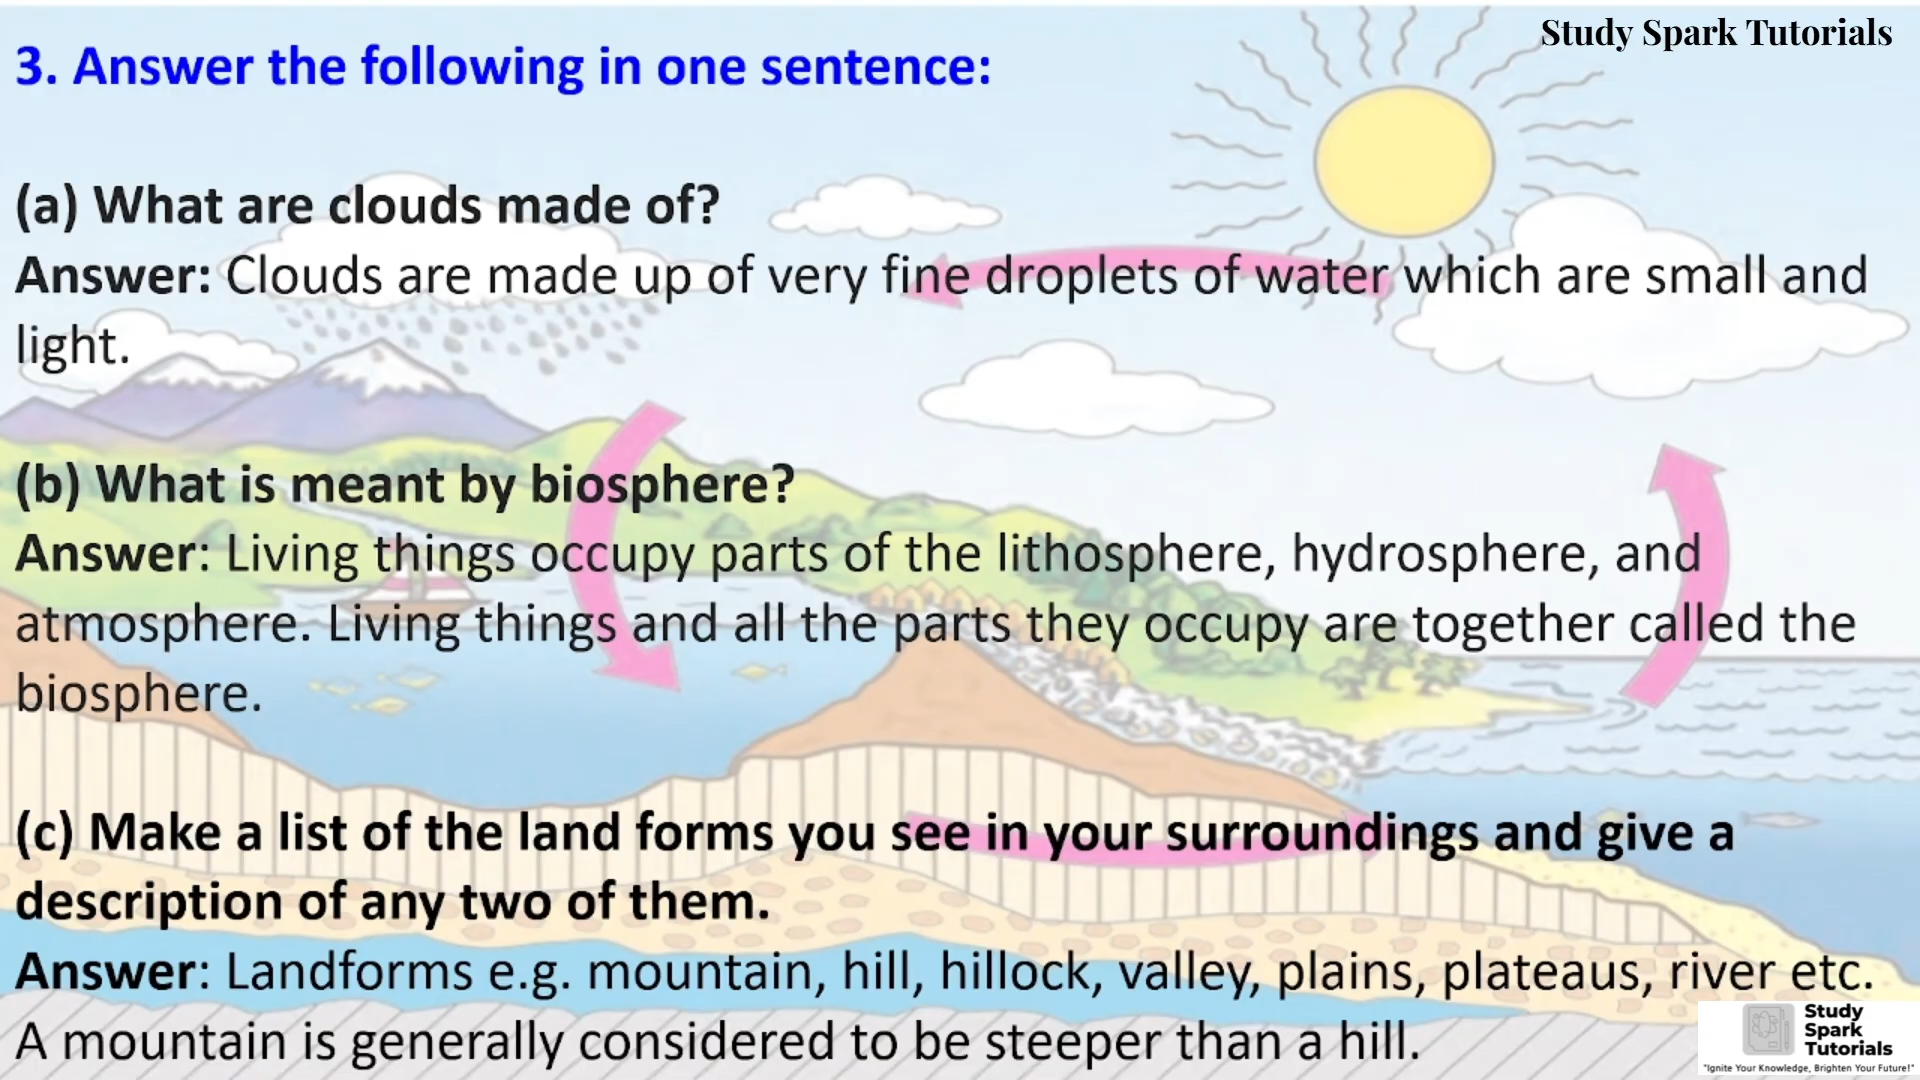 Study Spark Tutorials
3. Answer the following in one sentence:
(a) What are clouds made of?
Answer: Clouds are made up of very fine droplets of water which are small and
light.
(b) What is meant by biosphere?
Answer: Living things occupy parts of the lithosphere, hydrosphere, and
atmosphere. Living things and all the parts they occupy are together called the
biosphere.
(c) Make a list of the land forms you see in your surroundings and give a
description of any two of them.
Answer: Landforms e.g. mountain, hill, hillock, valley, plains, plateaus, river etc.
A mountain is generally considered to be steeper than a hill.
Study
Spark
Tutorials
"Ignite Your Knowledge, Brighten Your Future!"